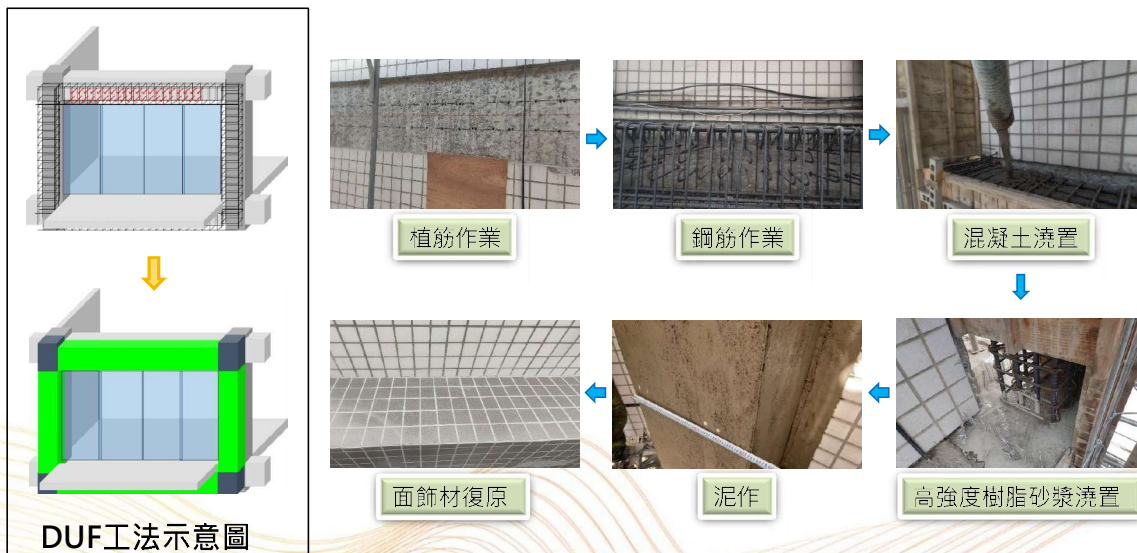 植筋作業
鋼筋作業
混凝土澆置
面飾材復原
泥作
高強度樹脂砂漿澆置
DUF工法示意圖